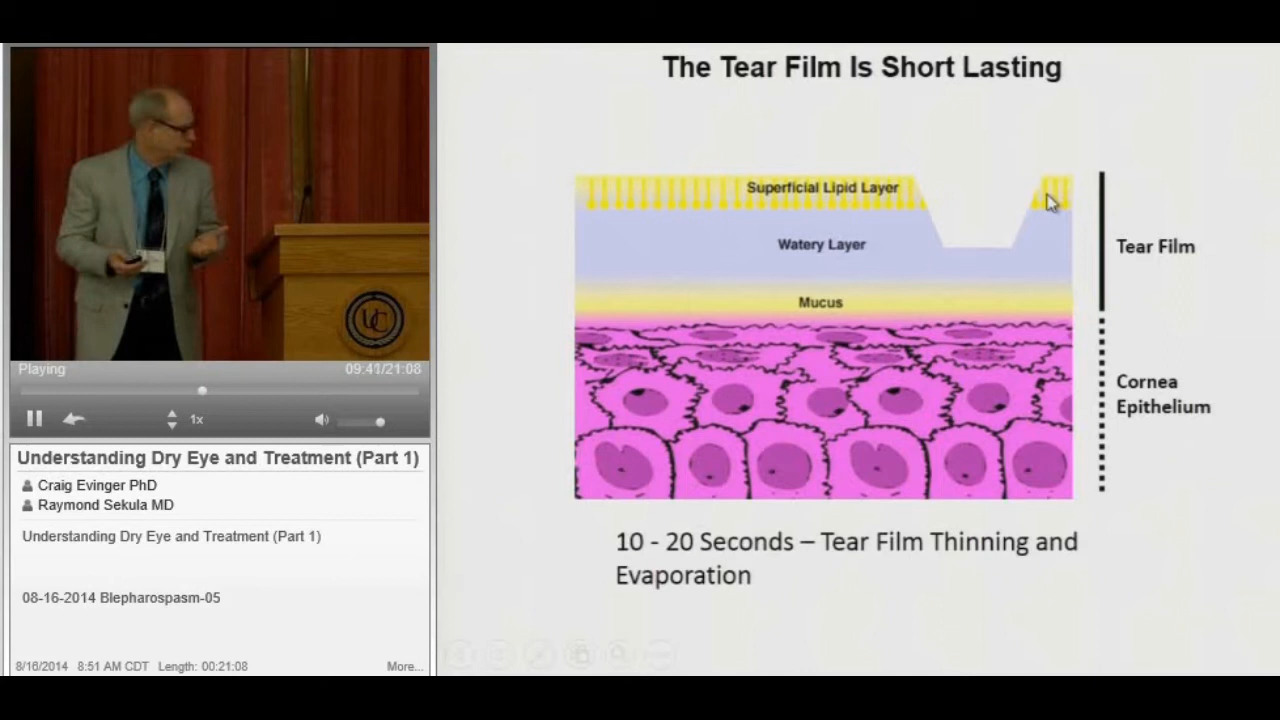 The Tear Film Is Short Lasting
Superficial Lipid Layer
Watery Layer
Mucus
Tear Film
Cornea
Epithelium
10 - 20 Seconds – Tear Film Thinning and
Evaporation
UC
Playing
09:41/21:08
1x
Understanding Dry Eye and Treatment (Part 1)
Craig Evinger PhD
Raymond Sekula MD
Understanding Dry Eye and Treatment (Part 1)
08-16-2014 Blepharospasm-05
8/16/2014 8:51 AM CDT Length: 00:21:08
More...